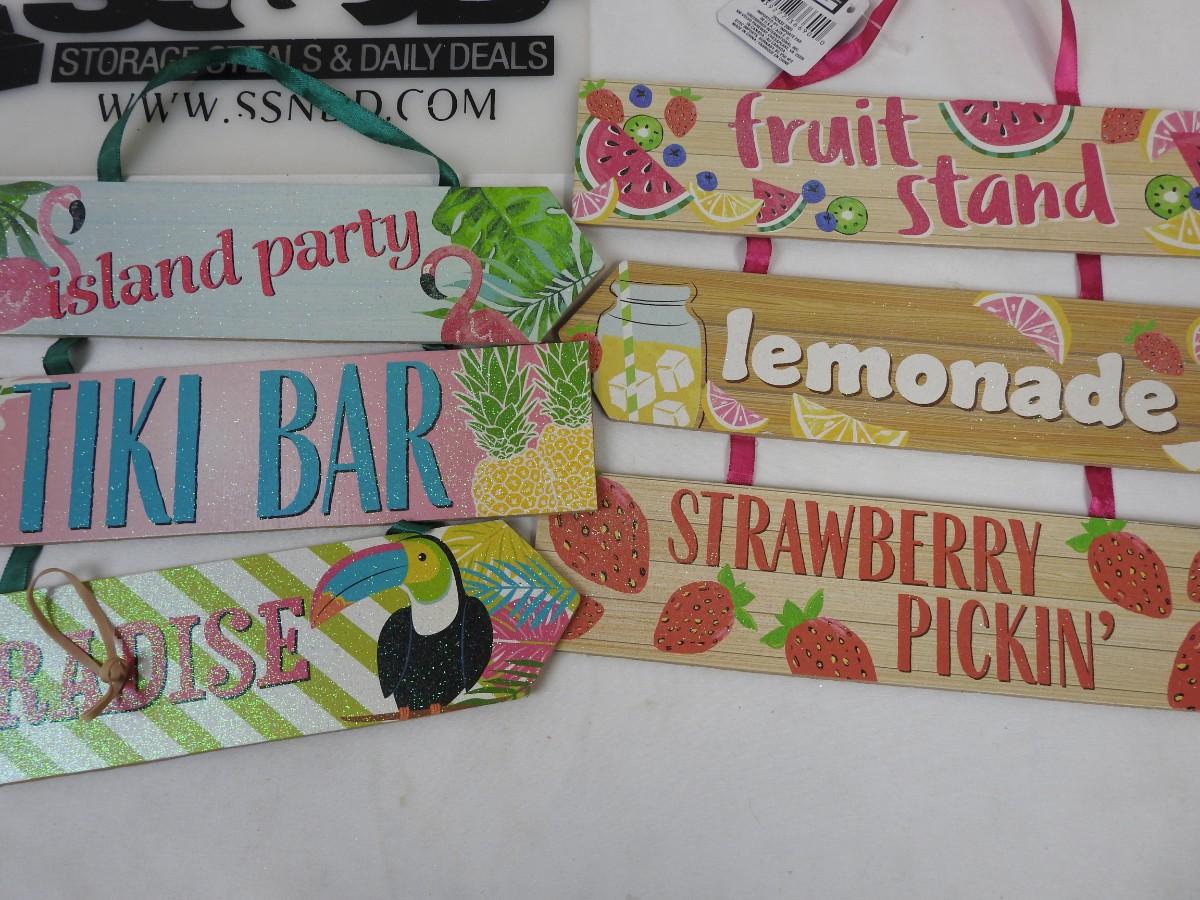 STORAGE STEALS & DAILY DEALS
WWW.SSNDD.COM
island party
TIKI BAR
RADISE
fruit
stand
lemonade
STRAWBERRY
PICKIN'